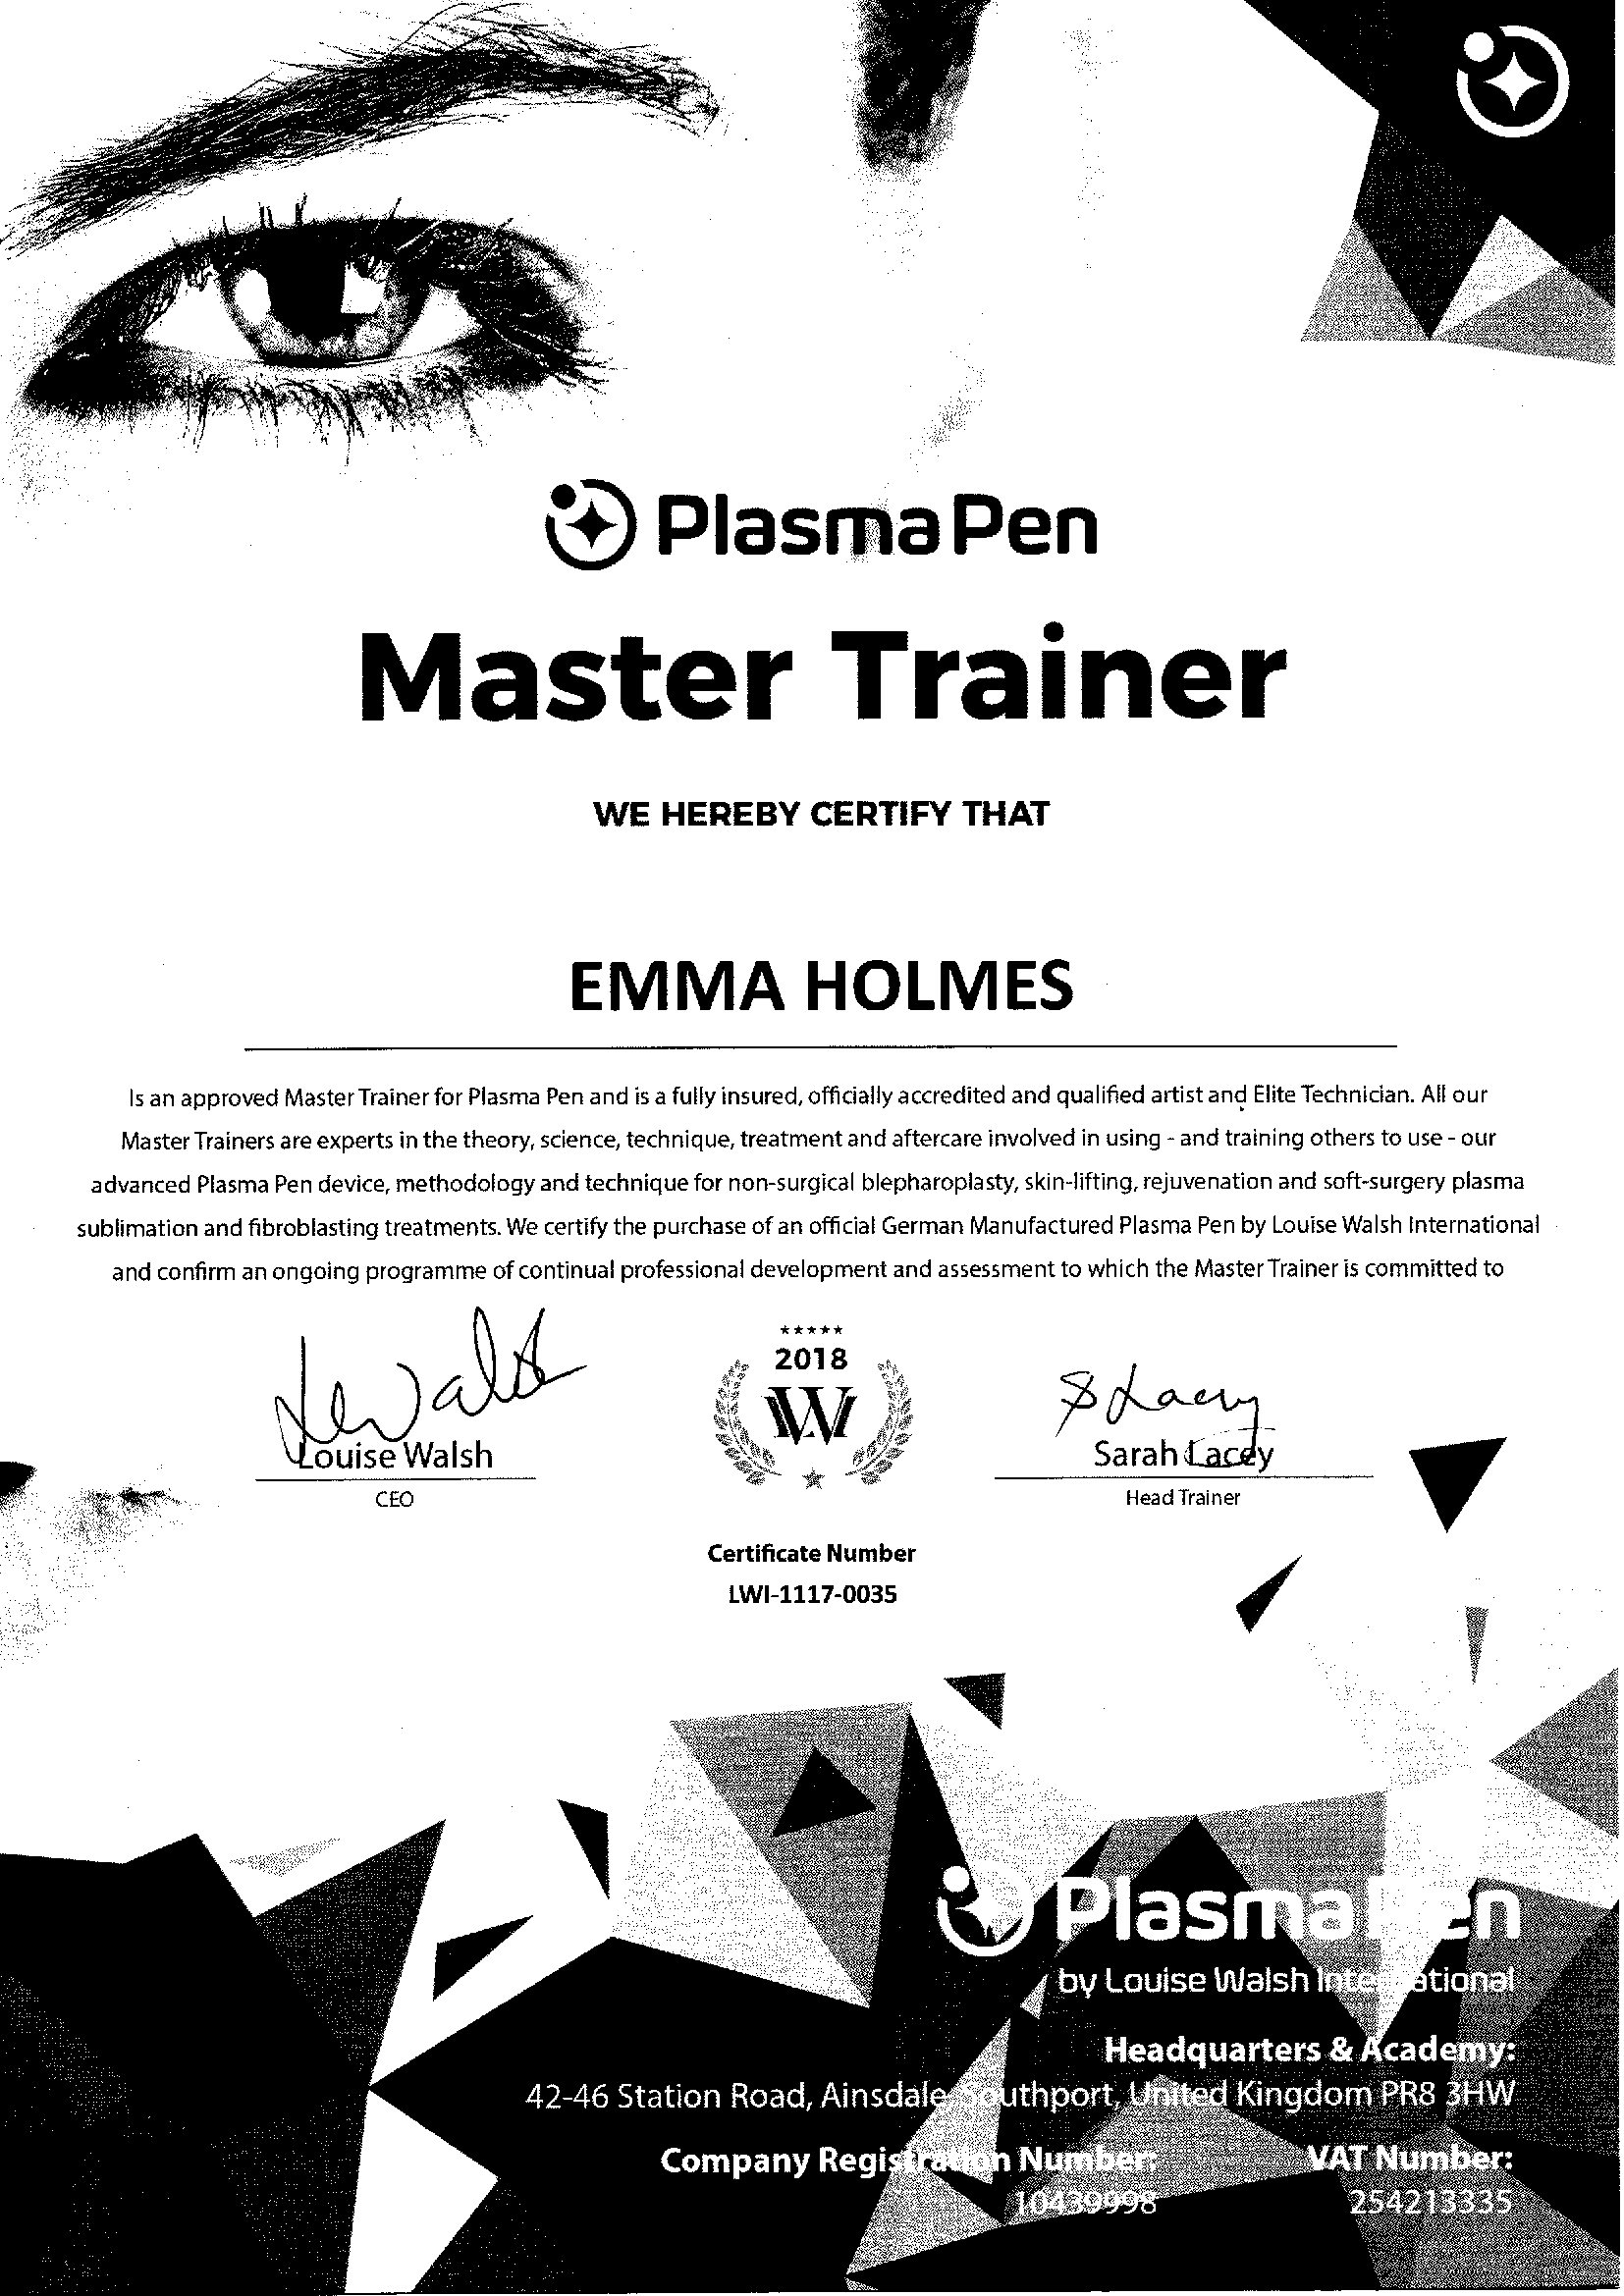 PlasmaPen
Master Trainer
WE HEREBY CERTIFY THAT
EMMA HOLMES
Is an approved Master Trainer for Plasma Pen and is a fully insured, officially accredited and qualified artist and Elite Technician. All our
Master Trainers are experts in the theory, science, technique, treatment and aftercare involved in using - and training others to use - our
advanced Plasma Pen device, methodology and technique for non-surgical blepharoplasty, skin-lifting, rejuvenation and soft-surgery plasma
sublimation and fibroblasting treatments. We certify the purchase of an official German Manufactured Plasma Pen by Louise Walsh International
and confirm an ongoing programme of continual professional development and assessment to which the Master Trainer is committed to
2018
LW
Louise Walsh
CEO
S Lacey
Sarah Lacey
Head Trainer
Certificate Number
LWI-1117-0035
PlasmaPen
by Louise Walsh International
Headquarters & Academy:
42-46 Station Road, Ainsdale, Southport, United Kingdom PR8 3HW
Company Registration Number: VAT Number:
10439998 254213335